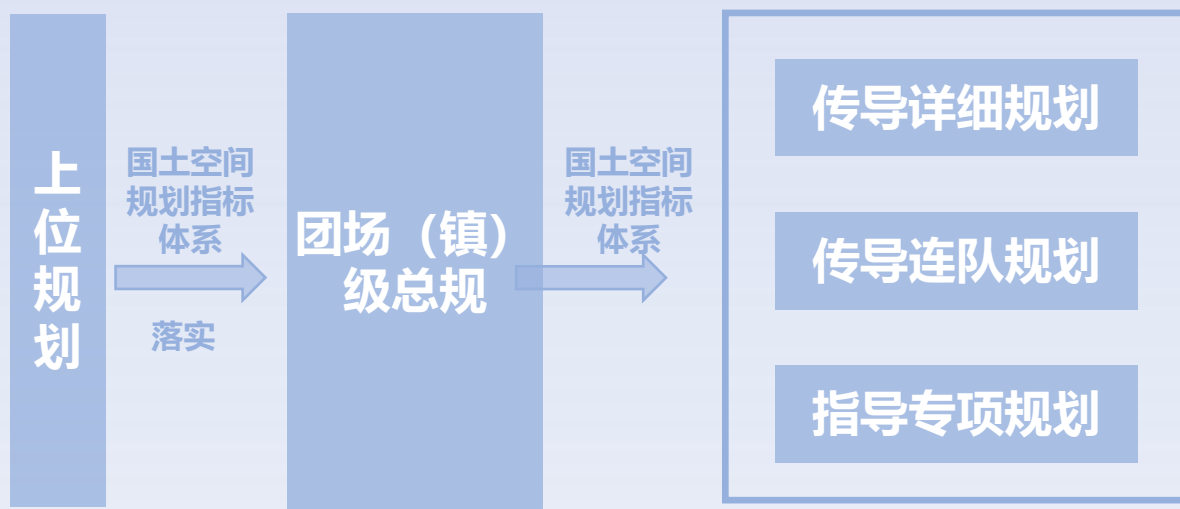 上
位
规
划
国土空间
规划指标
体系
落实
团场（镇）
级总规
国土空间
规划指标
体系
传导详细规划
传导连队规划
指导专项规划